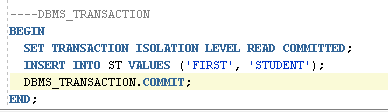 ----DBMS_TRANSACTION
BEGIN
SET TRANSACTION ISOLATION LEVEL READ COMMITTED;
INSERT INTO ST VALUES ('FIRST', 'STUDENT');
DBMS_TRANSACTION.COMMIT;
END;